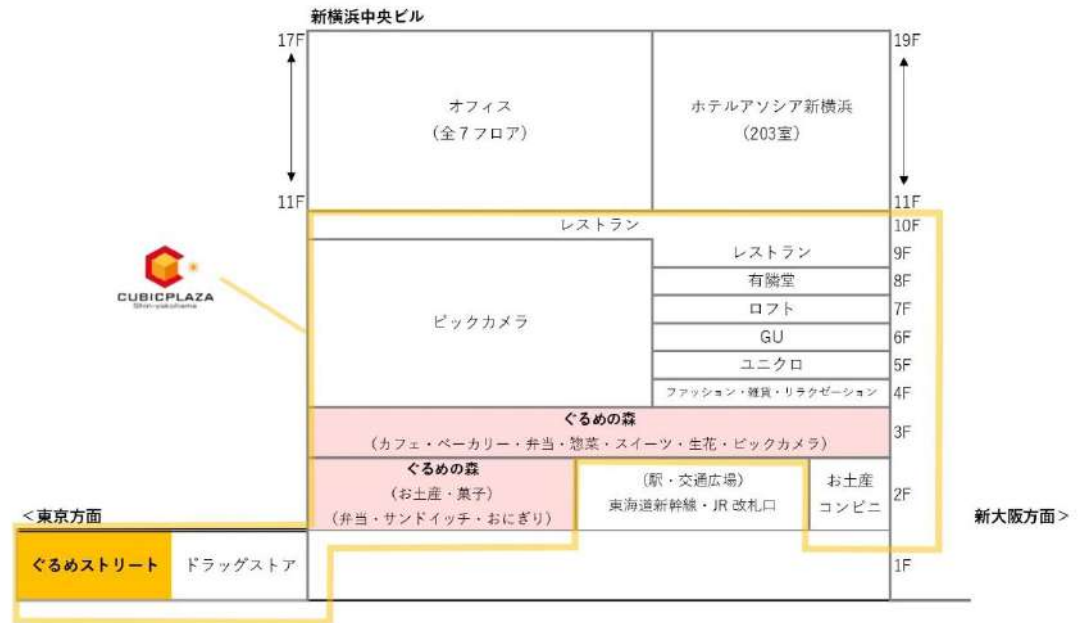 新横浜中央ビル
17F
19F
オフィス
(全7フロア)
ホテルアソシア新横浜
(203室)
11F
11F
レストラン
10F
CUBICPLAZA
Shin-yokohama
ビックカメラ
レストラン
9F
有隣堂
8F
ロフト
7F
GU
6F
ユニクロ
5F
ファッション・雑貨・リラクゼーション
4F
ぐるめの森
(カフェ・ベーカリー・弁当・惣菜・スイーツ・生花・ビックカメラ)
3F
ぐるめの森
(お土産・菓子)
(弁当・サンドイッチ・おにぎり)
(駅・交通広場)
東海道新幹線・JR改札口
お土産
コンビニ
2F
<東京方面
新大阪方面>
ぐるめストリート
ドラッグストア
1F